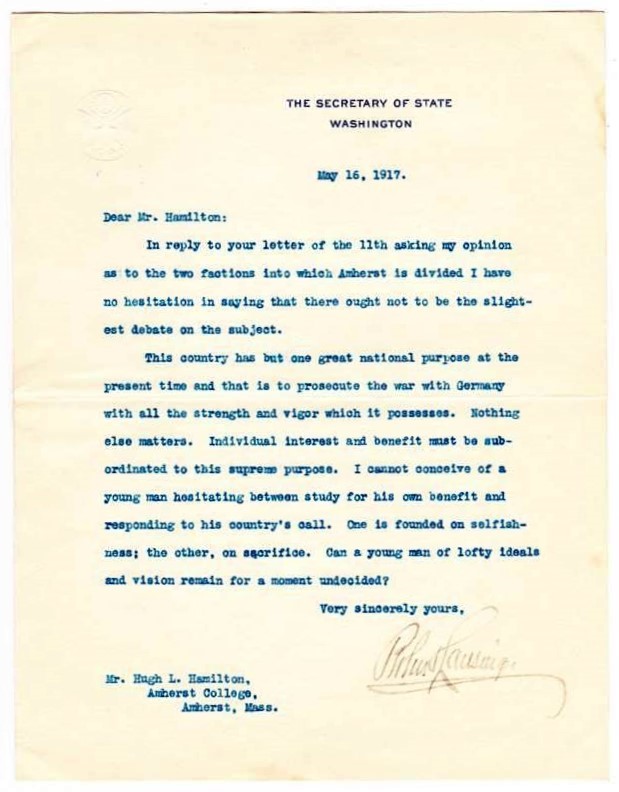 THE SECRETARY OF STATE
WASHINGTON
May 16, 1917.
Dear Mr. Hamilton:
In reply to your letter of the 11th asking my opinion
as to the two factions into which Amherst is divided I have
no hesitation in saying that there ought not to be the slight-
est debate on the subject.
This country has but one great national purpose at the
present time and that is to prosecute the war with Germany
with all the strength and vigor which it possesses. Nothing
else matters. Individual interest and benefit must be sub-
ordinated to this supreme purpose. I cannot conceive of a
young man hesitating between study for his own benefit and
responding to his country's call. One is founded on selfish-
ness; the other, on sacrifice. Can a young man of lofty ideals
and vision remain for a moment undecided?
Very sincerely yours,
Robert Lansing.
Mr. Hugh L. Hamilton,
Amherst College,
Amherst, Mass.